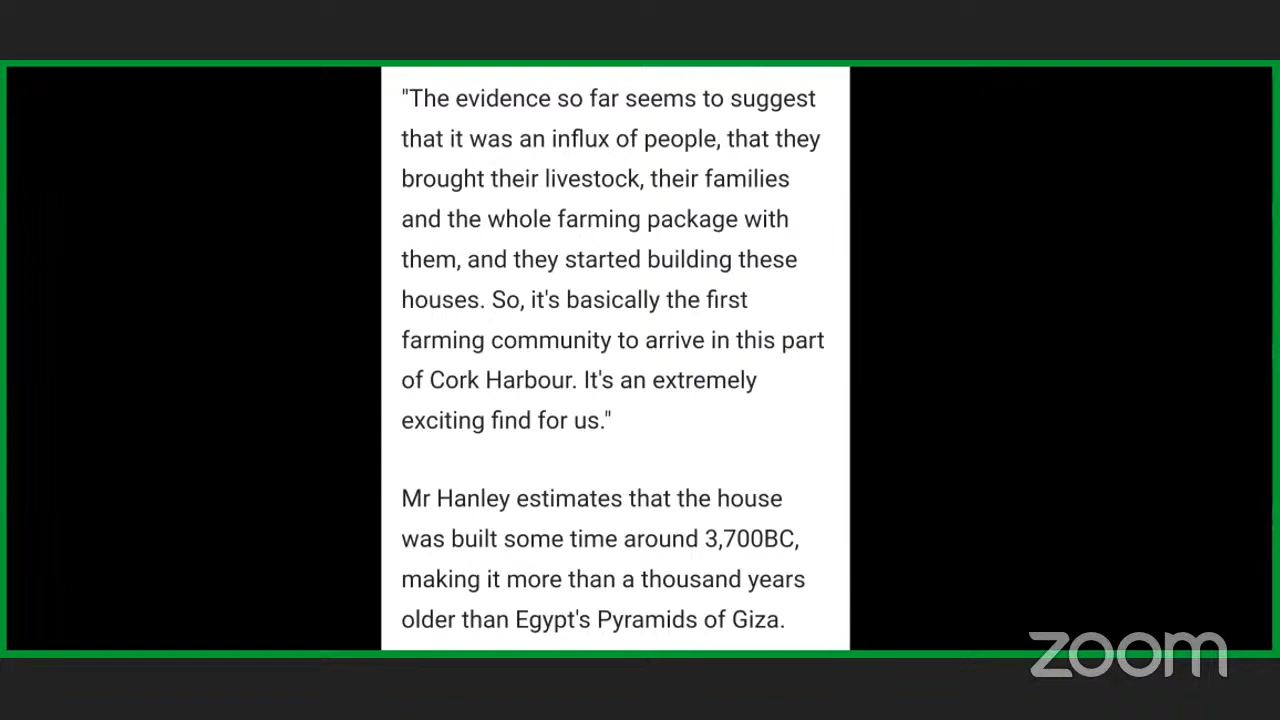 "The evidence so far seems to suggest
that it was an influx of people, that they
brought their livestock, their families
and the whole farming package with
them, and they started building these
houses. So, it's basically the first
farming community to arrive in this part
of Cork Harbour. It's an extremely
exciting find for us."
Mr Hanley estimates that the house
was built some time around 3,700BC,
making it more than a thousand years
older than Egypt's Pyramids of Giza.
zoom